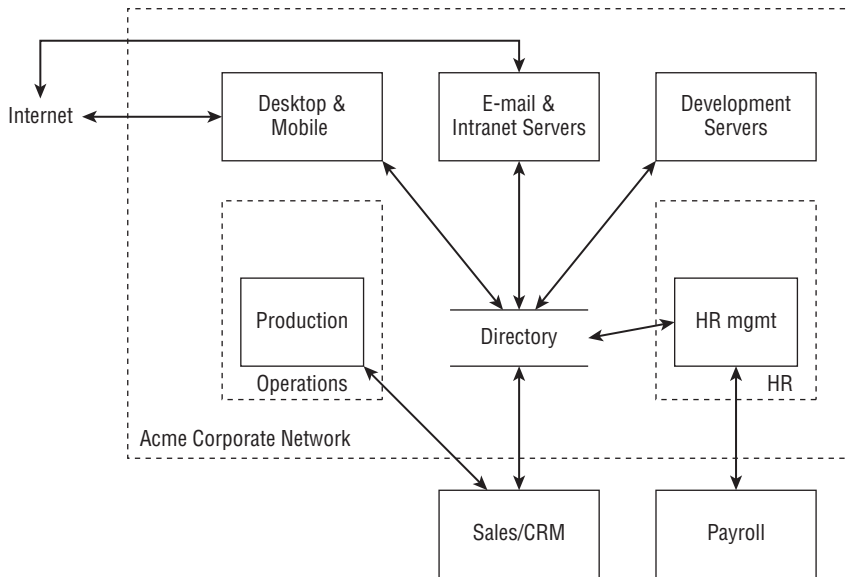 Internet
Desktop &
Mobile
E-mail &
Intranet Servers
Development
Servers
Production
Operations
Directory
HR mgmt
HR
Acme Corporate Network
Sales/CRM
Payroll